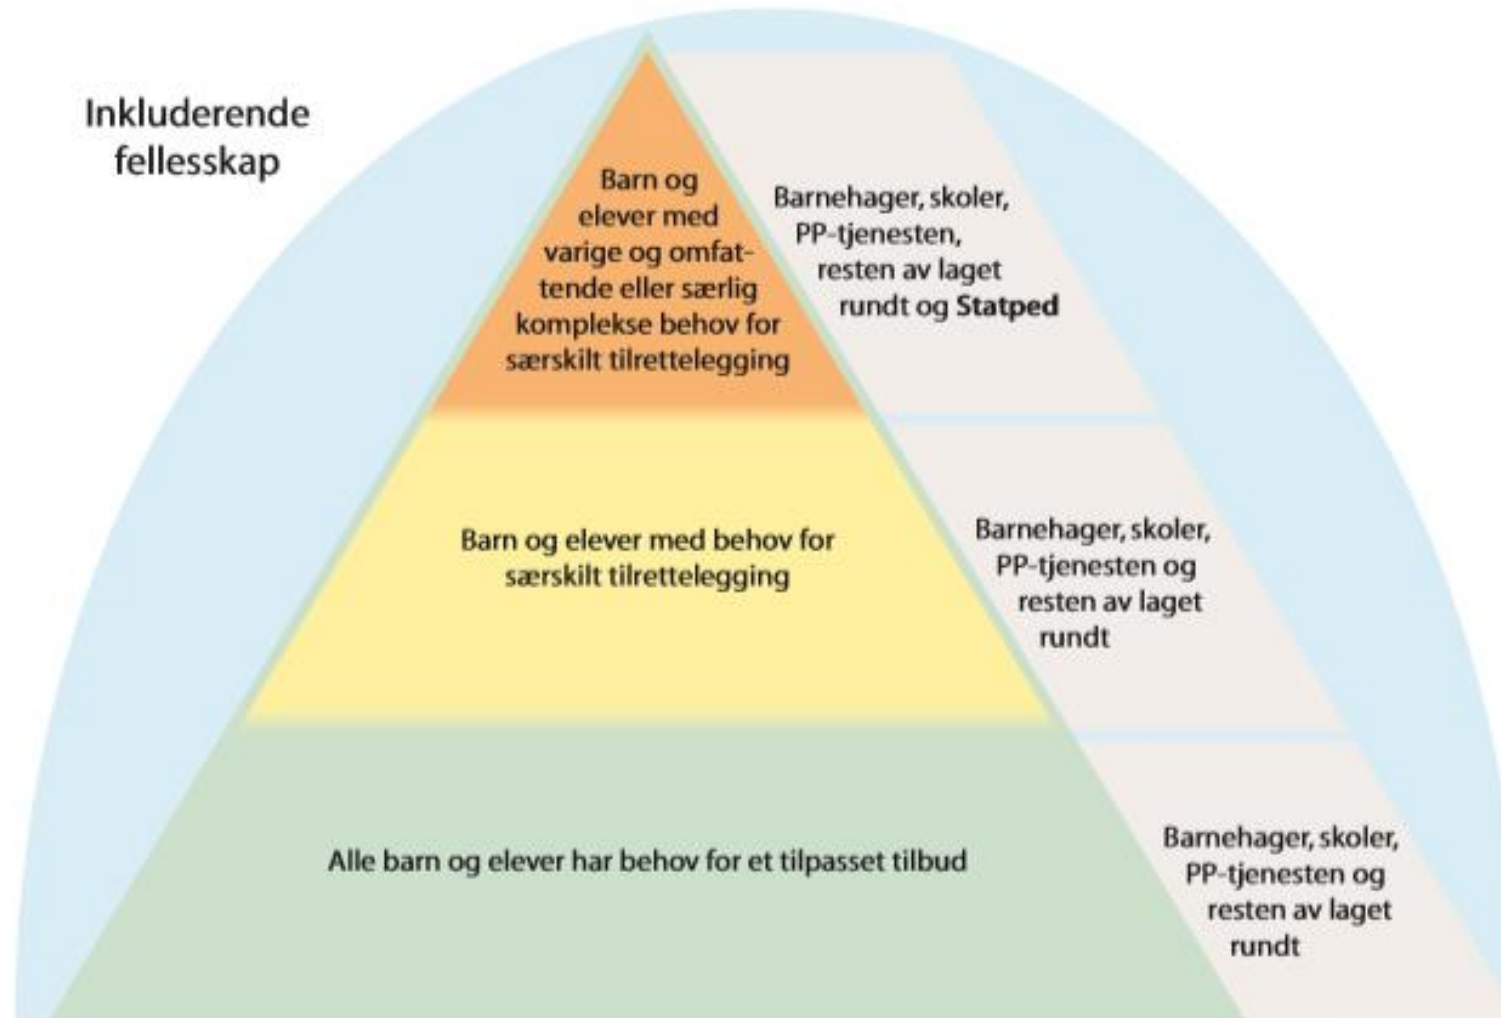 Inkluderende
fellesskap
Barn og
elever med
varige og omfat-
tende eller særlig
komplekse behov for
særskilt tilrettelegging
Barnehager, skoler,
PP-tjenesten,
resten av laget
rundt og Statped
Barn og elever med behov for
særskilt tilrettelegging
Barnehager, skoler,
PP-tjenesten og
resten av laget
rundt
Alle barn og elever har behov for et tilpasset tilbud
Barnehager, skoler,
PP-tjenesten og
resten av laget
rundt